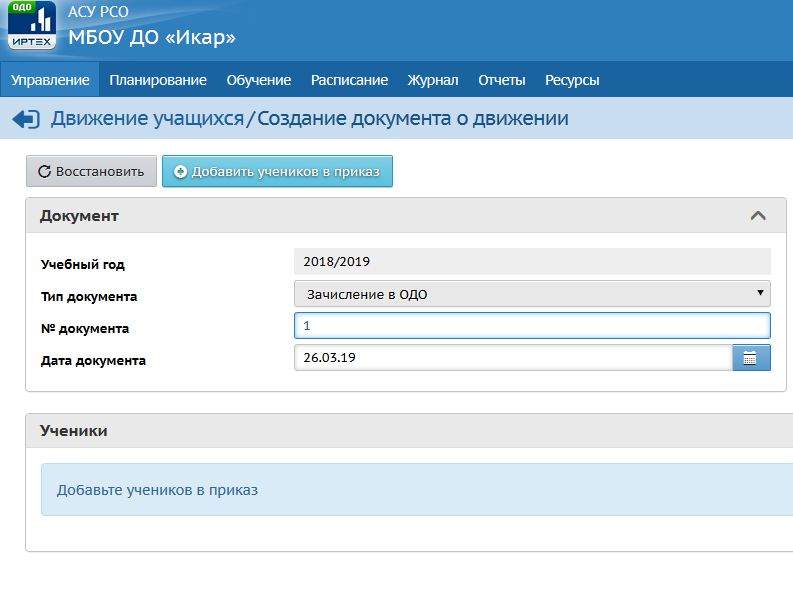 ОДО
ИРТЕХ
АСУ РСО
МБОУ ДО «Икар»
Управление Планирование Обучение Расписание Журнал Отчеты Ресурсы
Движение учащихся/Создание документа о движении
Восстановить Добавить учеников в приказ
Документ
Учебный год 2018/2019
Тип документа Зачисление в ОДО
№ документа 1
Дата документа 26.03.19
Ученики
Добавьте учеников в приказ